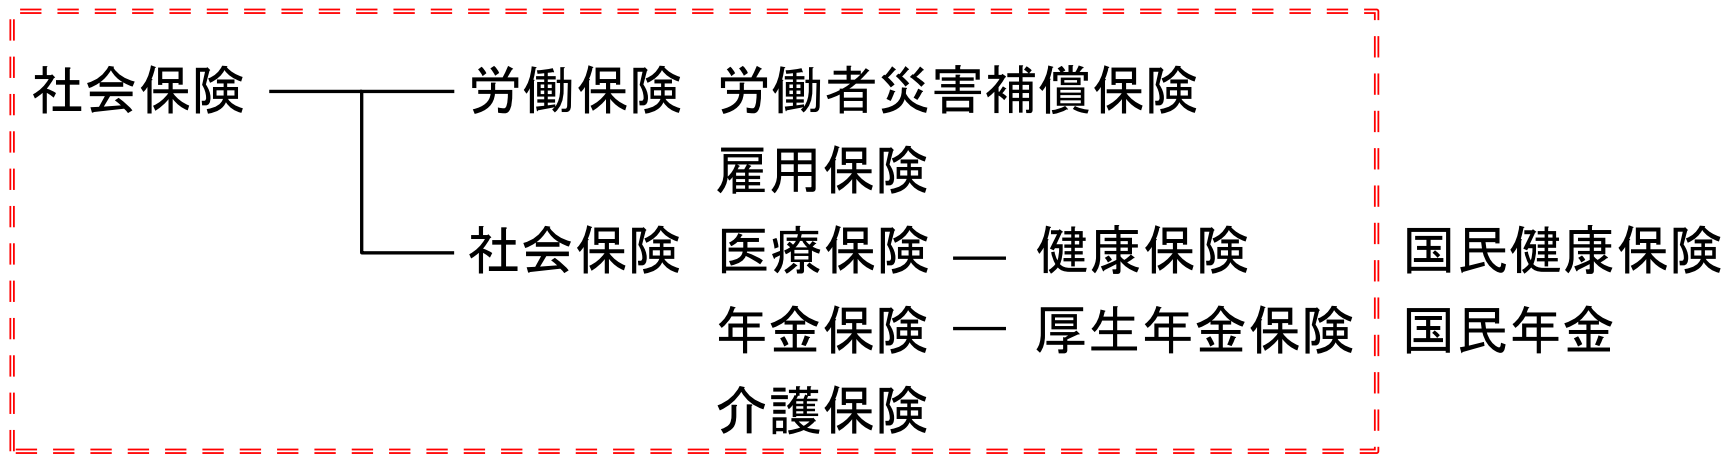 社会保険 労働保険 労働者災害補償保険
雇用保険
社会保険 医療保険 健康保険 国民健康保険
年金保険 厚生年金保険 国民年金
介護保険